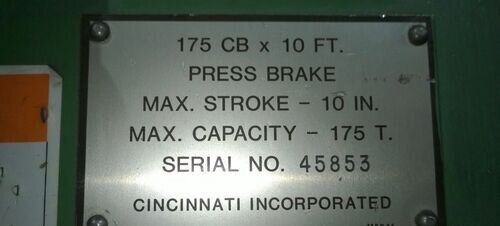 175 CB x 10 FT.
PRESS BRAKE
MAX. STROKE - 10 IN.
MAX. CAPACITY - 175 T.
SERIAL NO. 45853
CINCINNATI INCORPORATED